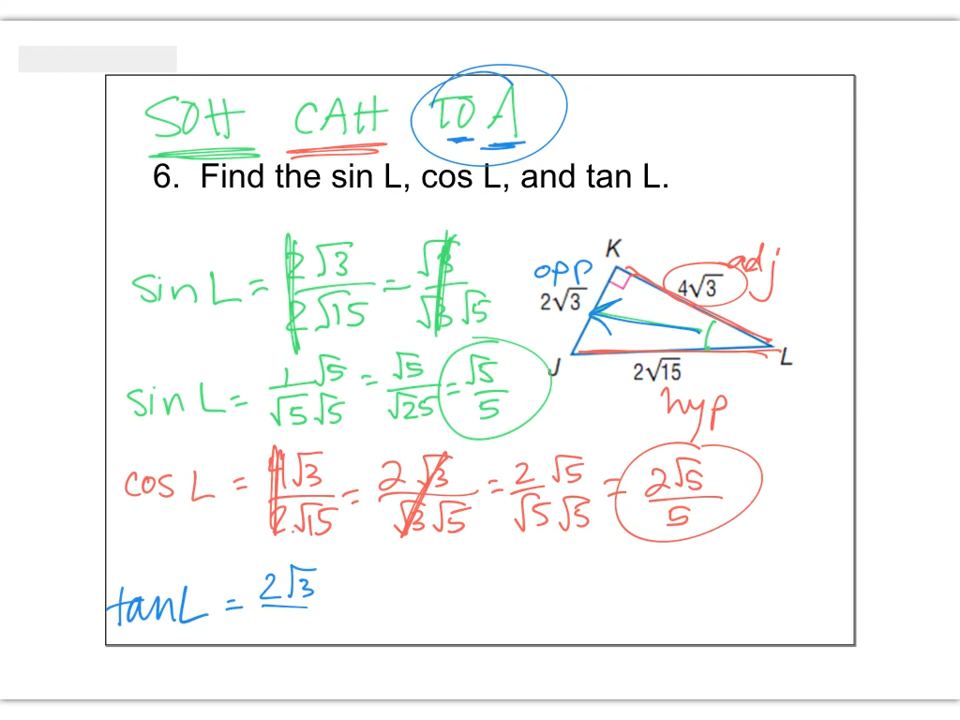 SOH CAH TOA
6. Find the sin L, cos L, and tan L.
sin L = 2√3 / 2√15 = √3 / √3 √5
K
adj
opp
2√3
4√3
J
L
2√15
hyp
sin L = 1 √5 / √5 √5 = √5 / √25 = √5 / 5
cos L = 4√3 / 2√15 = 2 √3 / √3 √5 = 2 √5 / √5 √5 = 2√5 / 5
tan L = 2√3